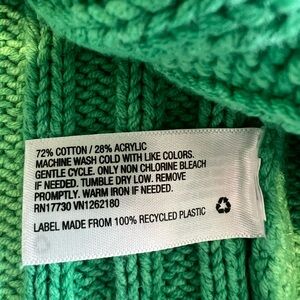 72% COTTON / 28% ACRYLIC
MACHINE WASH COLD WITH LIKE COLORS.
GENTLE CYCLE. ONLY NON CHLORINE BLEACH
IF NEEDED. TUMBLE DRY LOW. REMOVE
PROMPTLY. WARM IRON IF NEEDED.
RN17730 VN1262180
LABEL MADE FROM 100% RECYCLED PLASTIC